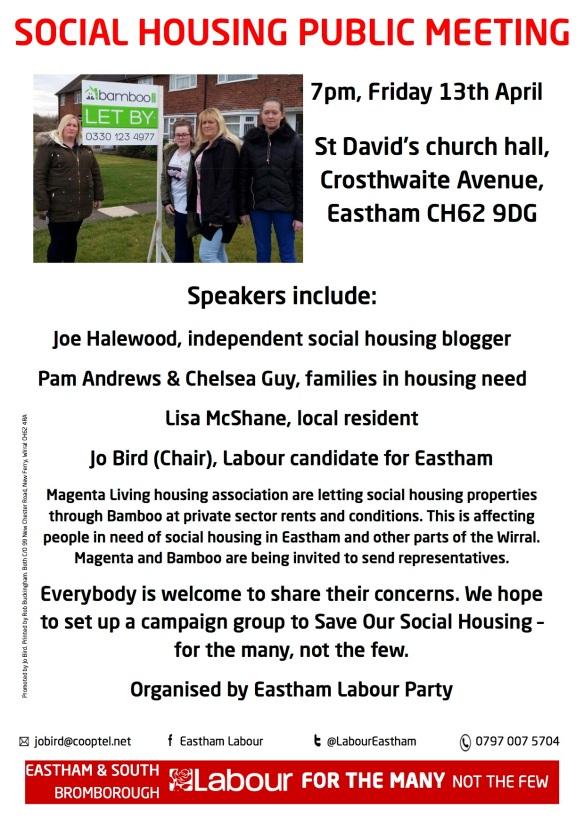 SOCIAL HOUSING PUBLIC MEETING
bamboo
LET BY
0330 123 4977
7pm, Friday 13th April
St David's church hall,
Crosthwaite Avenue,
Eastham CH62 9DG
Speakers include:
Joe Halewood, independent social housing blogger
Pam Andrews & Chelsea Guy, families in housing need
Lisa McShane, local resident
Jo Bird (Chair), Labour candidate for Eastham
Magenta Living housing association are letting social housing properties
through Bamboo at private sector rents and conditions. This is affecting
people in need of social housing in Eastham and other parts of the Wirral.
Magenta and Bamboo are being invited to send representatives.
Everybody is welcome to share their concerns. We hope
to set up a campaign group to Save Our Social Housing –
for the many, not the few.
Organised by Eastham Labour Party
Promoted by Jo Bird. Printed by Rob Buckingham. Both C/O 99 New Chester Road, New Ferry, Wirral CH62 4RA
jobird@cooptel.net f Eastham Labour t @LabourEastham 0797 007 5704
EASTHAM & SOUTH
BROMBOROUGH
Labour FOR THE MANY NOT THE FEW